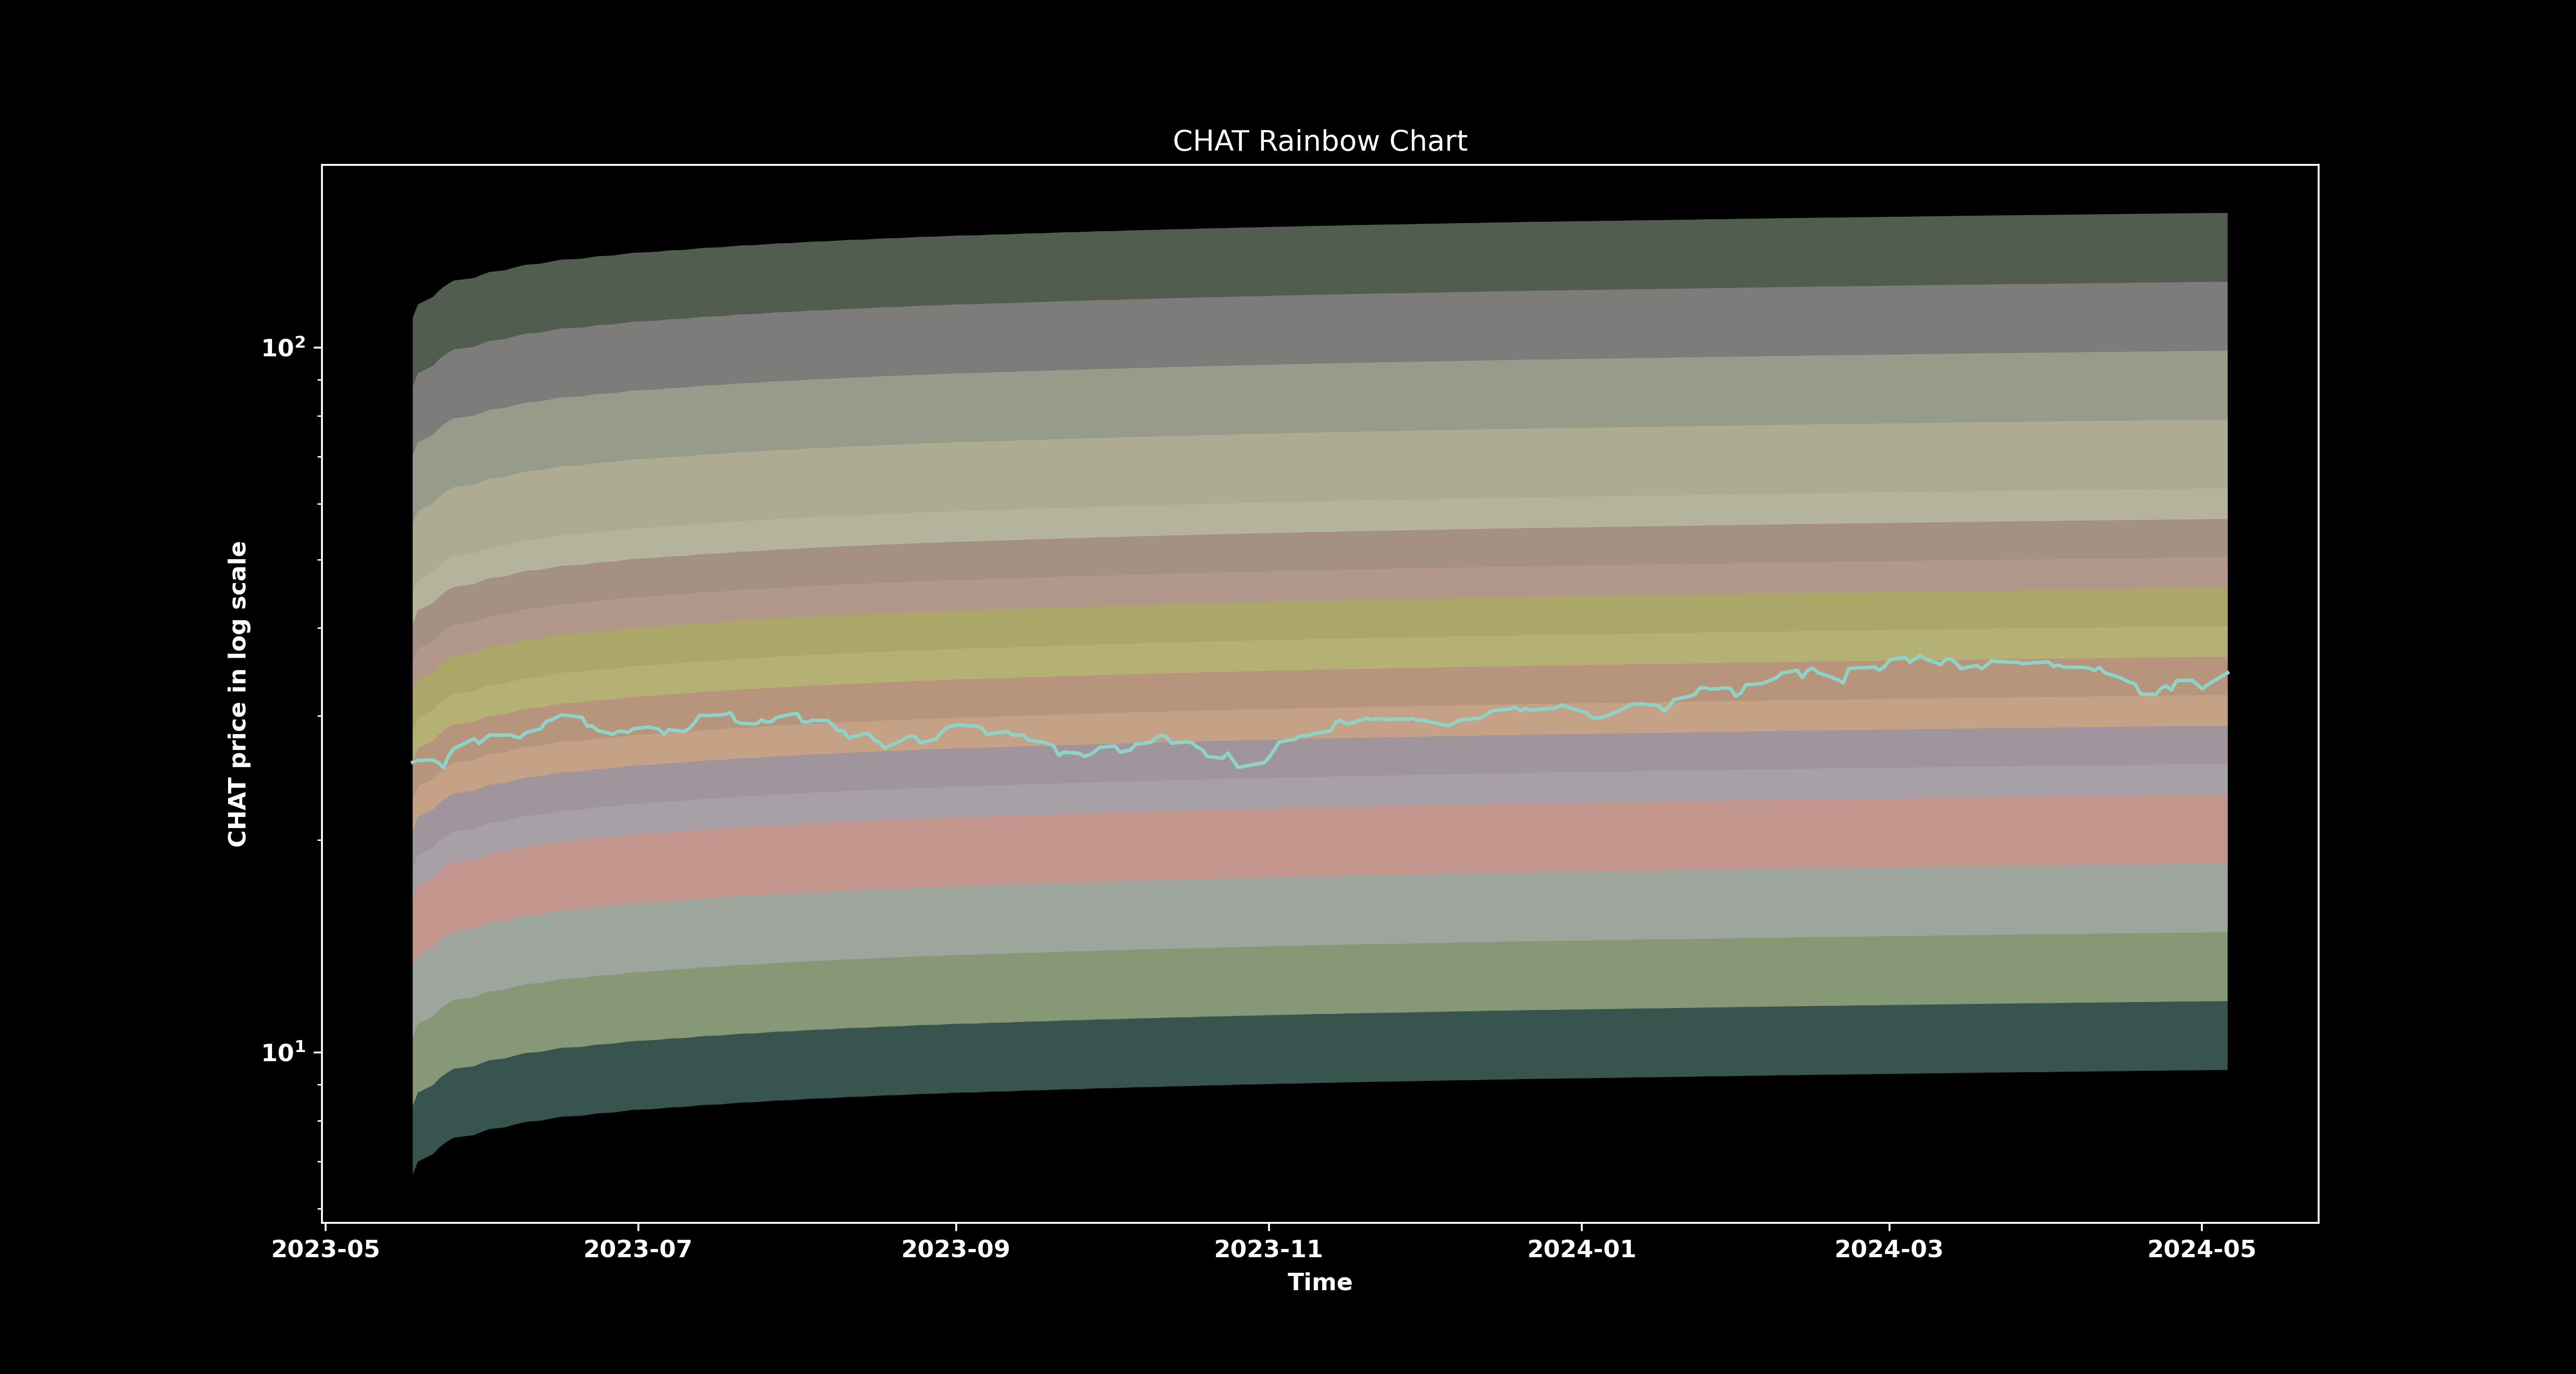 CHAT Rainbow Chart
CHAT price in log scale
10²
10¹
2023-05 2023-07 2023-09 2023-11 2024-01 2024-03 2024-05
Time